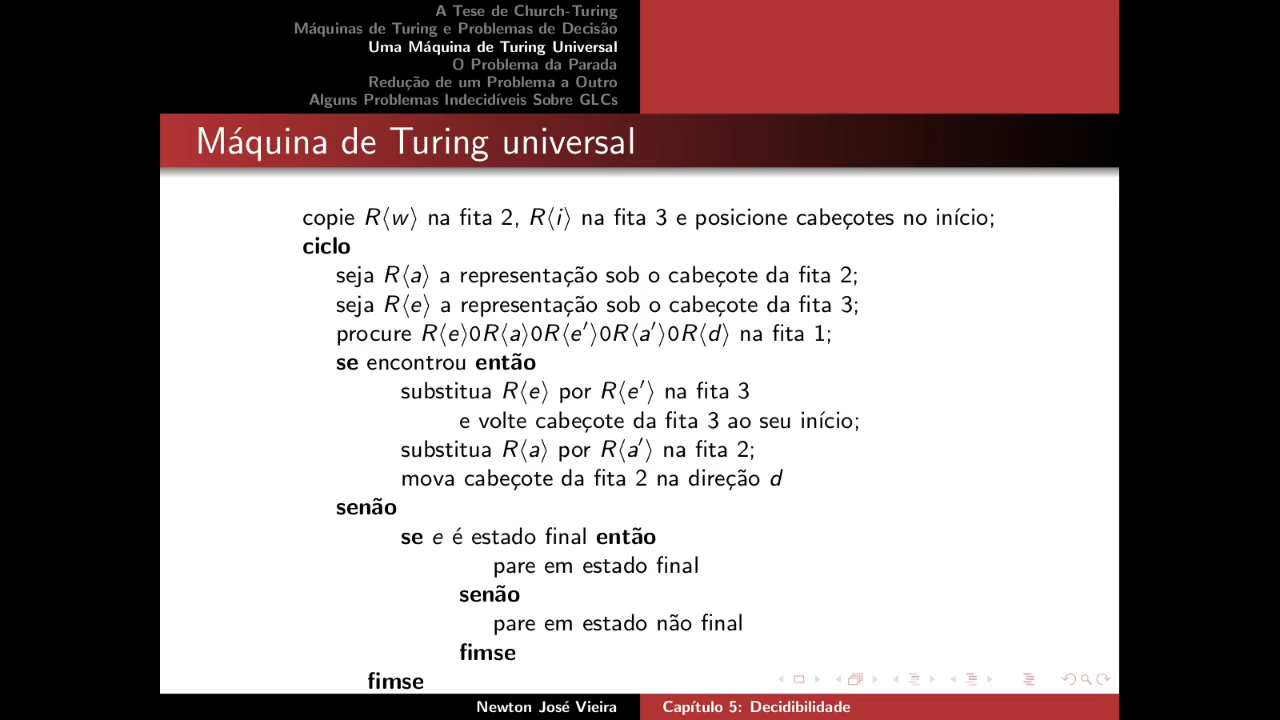 A Tese de Church-Turing
Máquinas de Turing e Problemas de Decisão
Uma Máquina de Turing Universal
O Problema da Parada
Redução de um Problema a Outro
Alguns Problemas Indecidíveis Sobre GLCs
Máquina de Turing universal
copie R⟨w⟩ na fita 2, R⟨i⟩ na fita 3 e posicione cabeçotes no início;
ciclo
seja R⟨a⟩ a representação sob o cabeçote da fita 2;
seja R⟨e⟩ a representação sob o cabeçote da fita 3;
procure R⟨e⟩0R⟨a⟩0R⟨e′⟩0R⟨a′⟩0R⟨d⟩ na fita 1;
se encontrou então
substitua R⟨e⟩ por R⟨e′⟩ na fita 3
e volte cabeçote da fita 3 ao seu início;
substitua R⟨a⟩ por R⟨a′⟩ na fita 2;
mova cabeçote da fita 2 na direção d
senão
se e é estado final então
pare em estado final
senão
pare em estado não final
fimse
fimse
Newton José Vieira
Capítulo 5: Decidibilidade